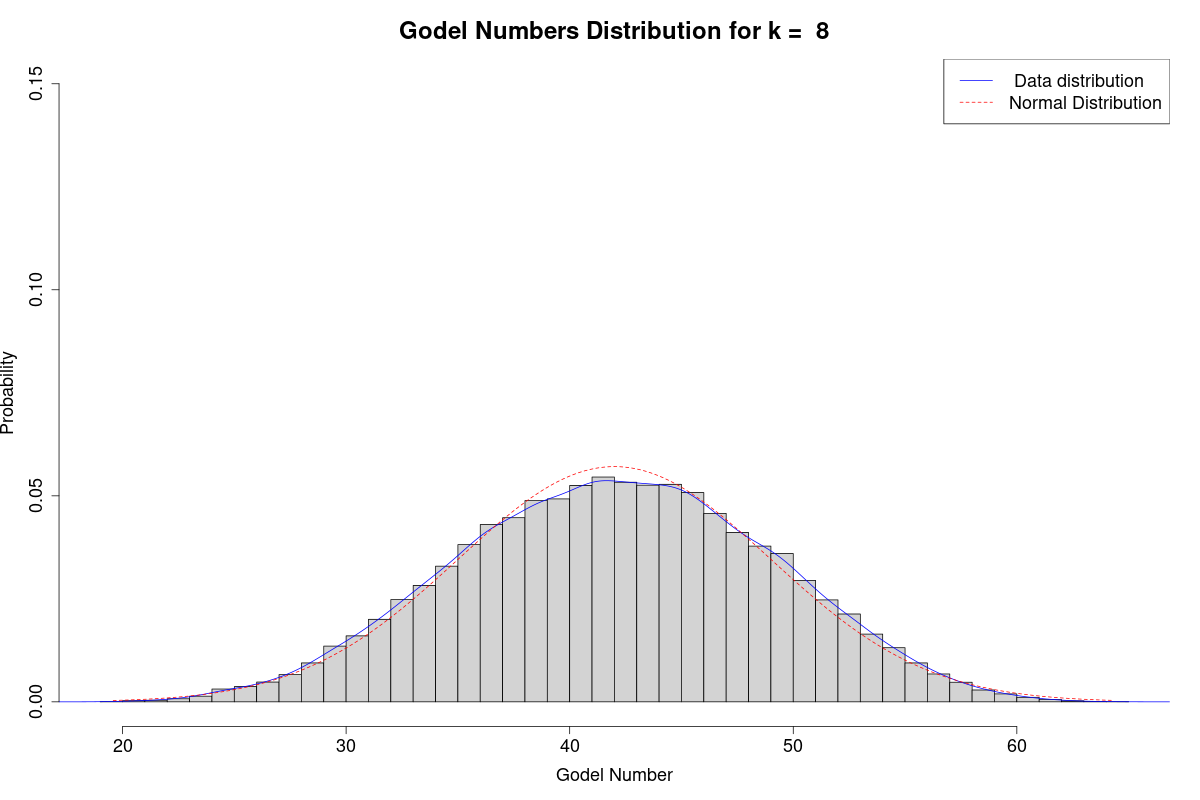 Godel Numbers Distribution for k =  8
Data distribution
Normal Distribution
Probability
0.15
0.10
0.05
0.00
20 30 40 50 60
Godel Number